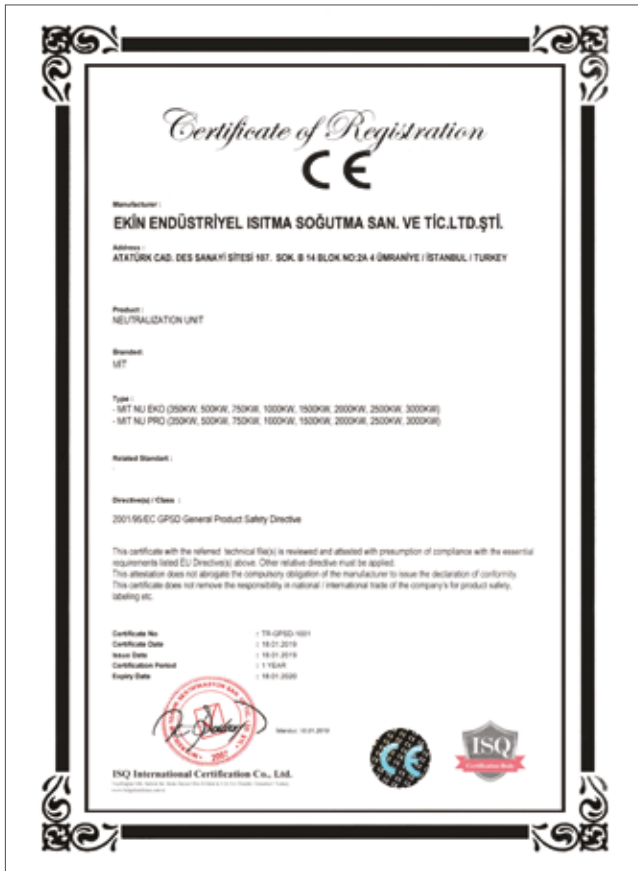 Certificate of Registration
CE
Manufacturer :
EKİN ENDÜSTRİYEL ISITMA SOĞUTMA SAN. VE TİC.LTD.ŞTİ.
Address :
ATATÜRK CAD. DES SANAYİ SİTESİ 107. SOK. B 14 BLOK NO:2A 4 ÜMRANİYE / İSTANBUL / TURKEY
Product :
NEUTRALIZATION UNIT
Branded:
MIT
Type :
- MIT NU EKO (350KW, 500KW, 750KW, 1000KW, 1500KW, 2000KW, 2500KW, 3000KW)
- MIT NU PRO (350KW, 500KW, 750KW, 1000KW, 1500KW, 2000KW, 2500KW, 3000KW)
Related Standart :
Directive(s) / Class :
2001/95/EC GPSD General Product Safety Directive
This certificate with the referred technical file(s) is reviewed and attested with presumption of compliance with the essential
requirements listed EU Directive(s) above. Other relative directive must be applied.
This attestation does not abrogate the compulsory obligation of the manufacturer to issue the declaration of conformity.
This certificate does not remove the responsibility in national / international trade of the company's for product safety,
labeling etc.
Certificate No : TR-GPSD-1001
Certificate Date : 18.01.2019
Issue Date : 18.01.2019
Certification Period : 1 YEAR
Expiry Date : 18.01.2020
2001
CE
ISQ
Certification Body
ISQ International Certification Co., Ltd.